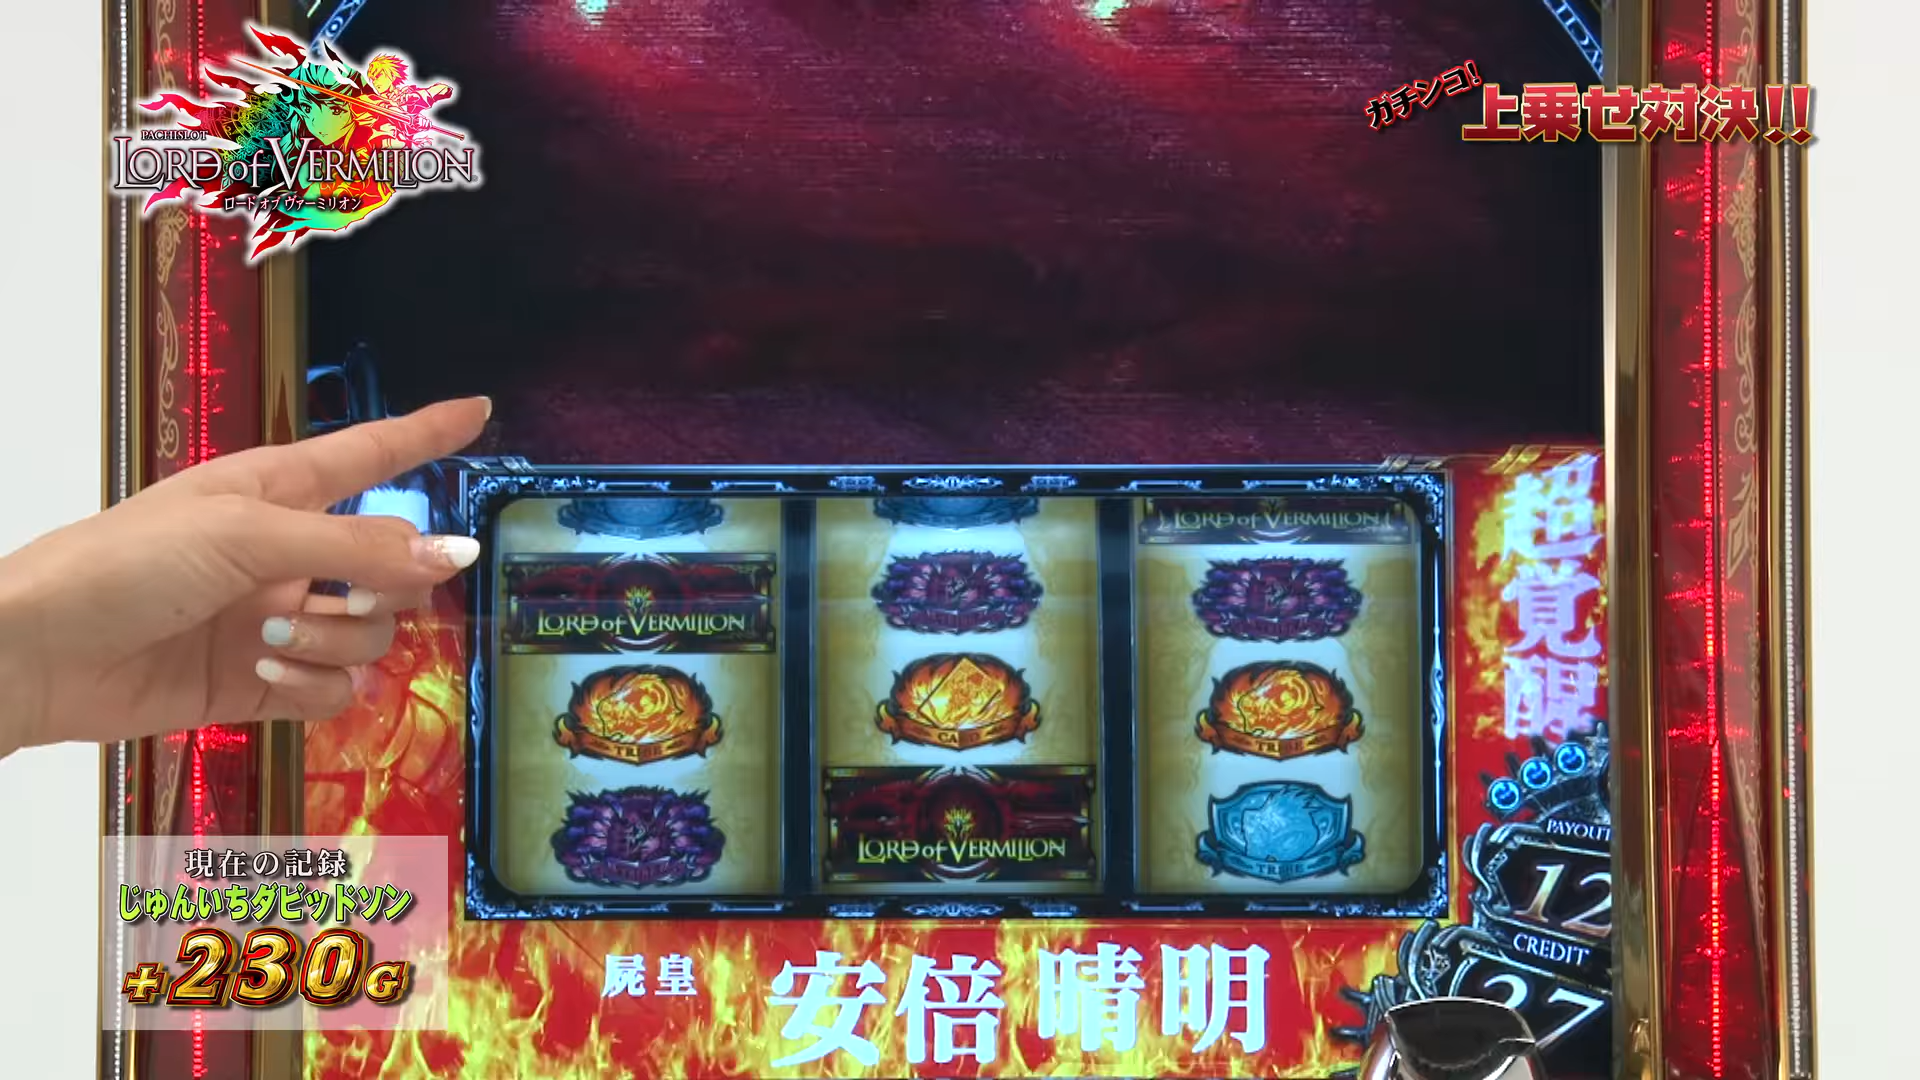 PACHISLOT
LORD of VERMILION
ロード オブ ヴァーミリオン
ガチンコ!
上乗せ対決!!
LORD of VERMILION
LORD of VERMILION
TRIBE
CARD
TRIBE
LORD of VERMILION
TRIBE
超覚醒
PAYOUT
12
CREDIT
27
屍皇
安倍晴明
現在の記録
じゅんいちダビッドソン
+230G